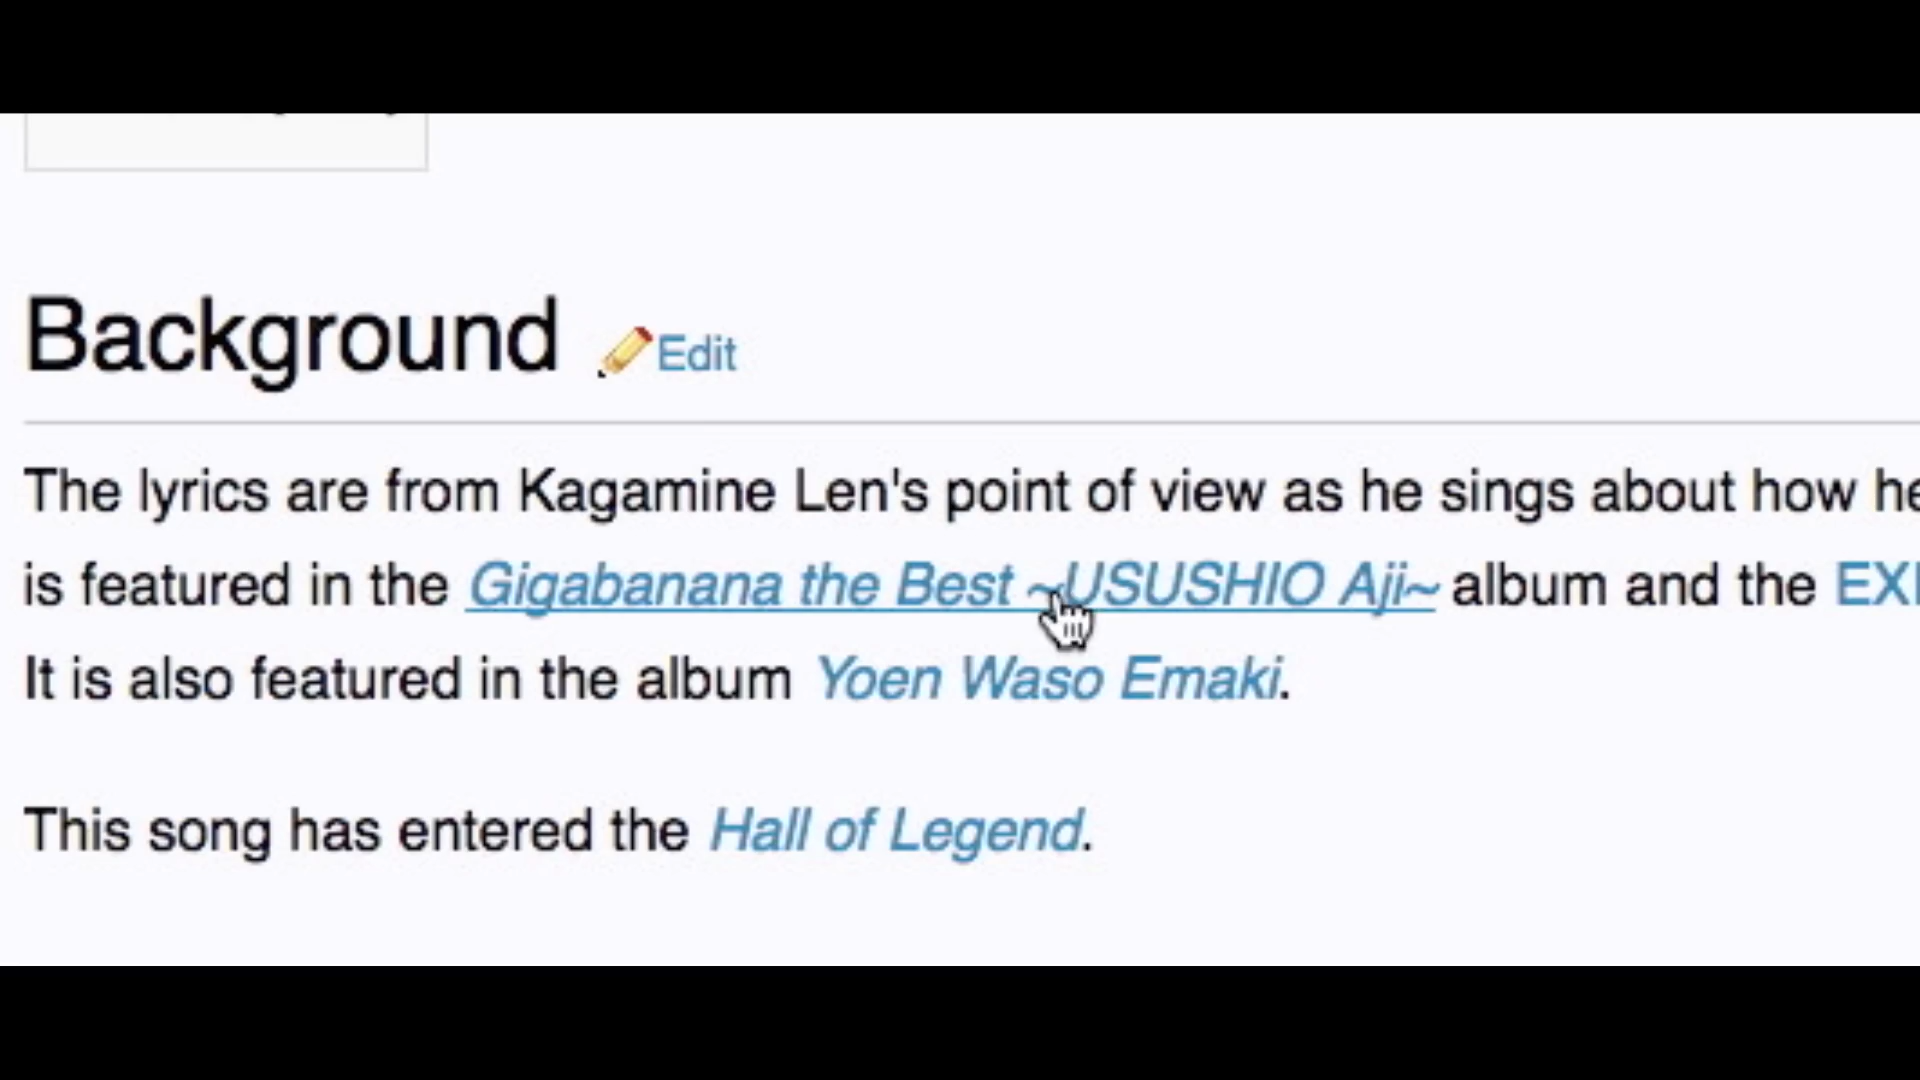 Background Edit
The lyrics are from Kagamine Len's point of view as he sings about how he
is featured in the Gigabanana the Best ~USUSHIO Aji~ album and the
It is also featured in the album Yoen Waso Emaki.
This song has entered the Hall of Legend.